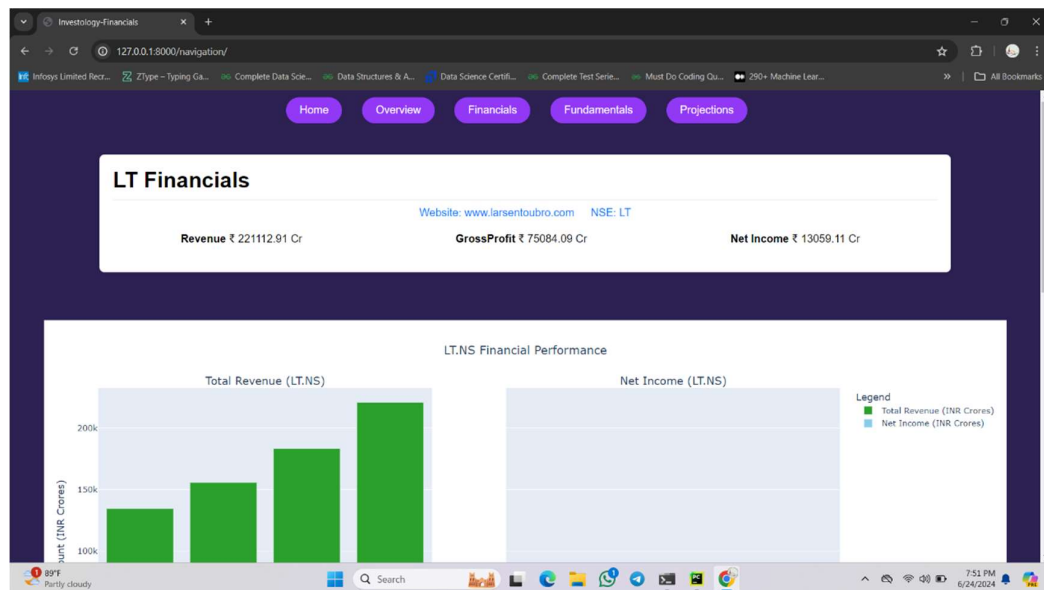 Investology-Financials
127.0.0.1:8000/navigation/
Infosys Limited Recr... ZType – Typing Ga... Complete Data Scie... Data Structures & A... Data Science Certifi... Complete Test Serie... Must Do Coding Qu... 290+ Machine Lear... » All Bookmarks
Home Overview Financials Fundamentals Projections
LT Financials
Website: www.larsentoubro.com NSE: LT
Revenue ₹ 221112.91 Cr GrossProfit ₹ 75084.09 Cr Net Income ₹ 13059.11 Cr
LT.NS Financial Performance
Total Revenue (LT.NS) Net Income (LT.NS)
Legend
Total Revenue (INR Crores)
Net Income (INR Crores)
200k
150k
100k
unt (INR Crores)
1
89°F
Partly cloudy
Search
7:51 PM
6/24/2024